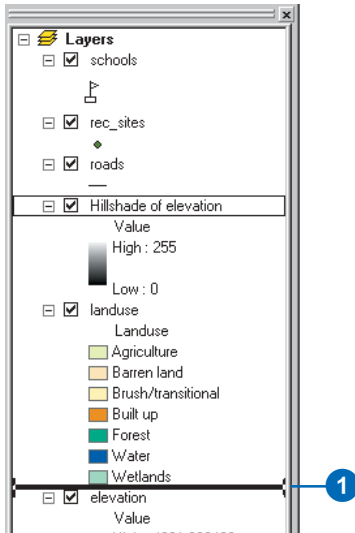 Layers
schools
rec_sites
roads
Hillshade of elevation
Value
High : 255
Low : 0
landuse
Landuse
Agriculture
Barren land
Brush/transitional
Built up
Forest
Water
Wetlands
1
elevation
Value